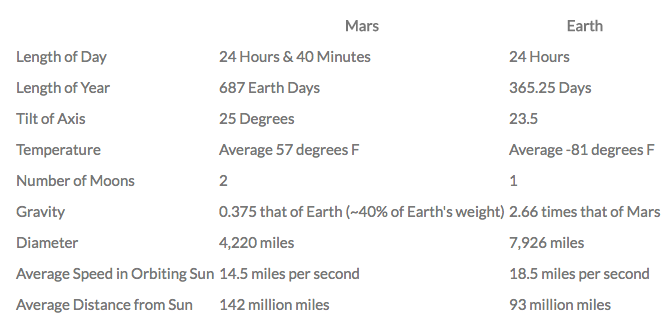 Mars Earth
Length of Day 24 Hours & 40 Minutes 24 Hours
Length of Year 687 Earth Days 365.25 Days
Tilt of Axis 25 Degrees 23.5
Temperature Average 57 degrees F Average -81 degrees F
Number of Moons 2 1
Gravity 0.375 that of Earth (~40% of Earth's weight) 2.66 times that of Mars
Diameter 4,220 miles 7,926 miles
Average Speed in Orbiting Sun 14.5 miles per second 18.5 miles per second
Average Distance from Sun 142 million miles 93 million miles